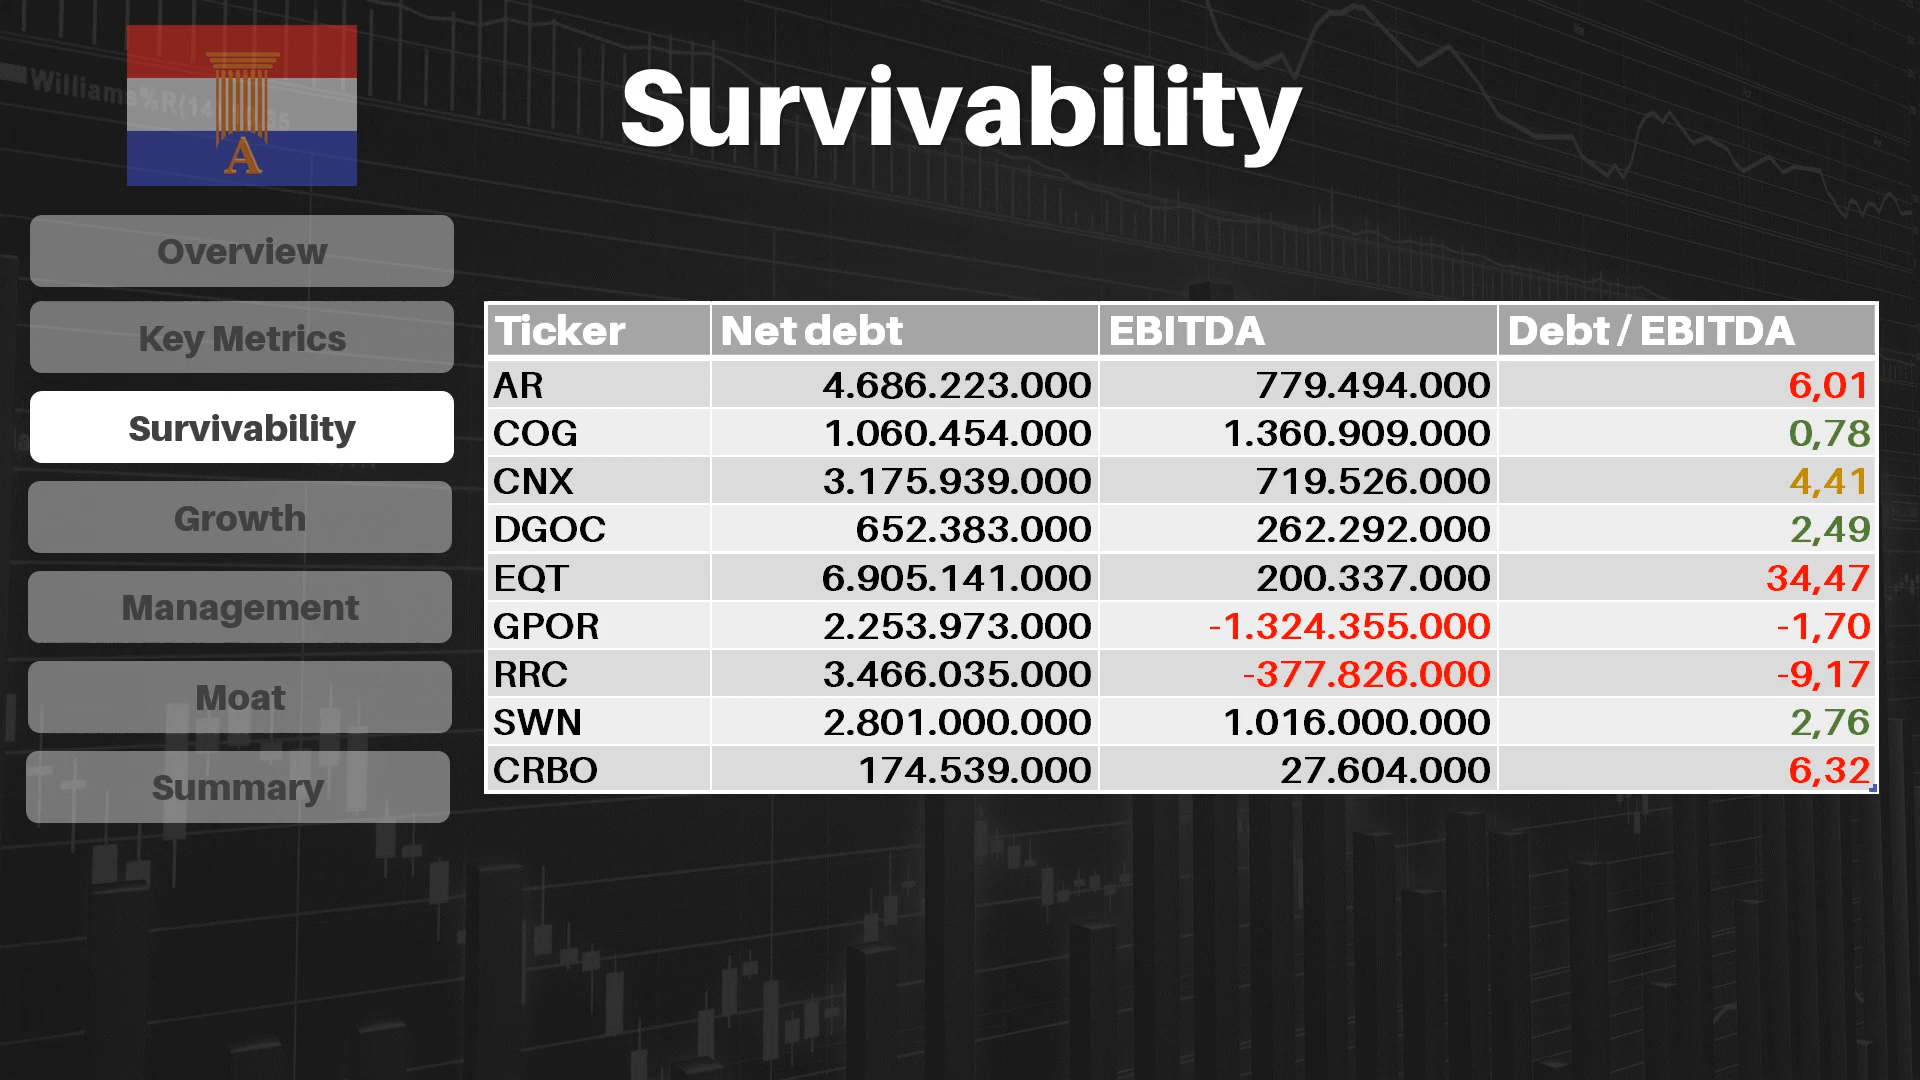 Williams%R(14
35
A
Survivability
Overview
Key Metrics
Survivability
Growth
Management
Moat
Summary
Ticker Net debt EBITDA Debt / EBITDA
AR 4.686.223.000 779.494.000 6,01
COG 1.060.454.000 1.360.909.000 0,78
CNX 3.175.939.000 719.526.000 4,41
DGOC 652.383.000 262.292.000 2,49
EQT 6.905.141.000 200.337.000 34,47
GPOR 2.253.973.000 -1.324.355.000 -1,70
RRC 3.466.035.000 -377.826.000 -9,17
SWN 2.801.000.000 1.016.000.000 2,76
CRBO 174.539.000 27.604.000 6,32